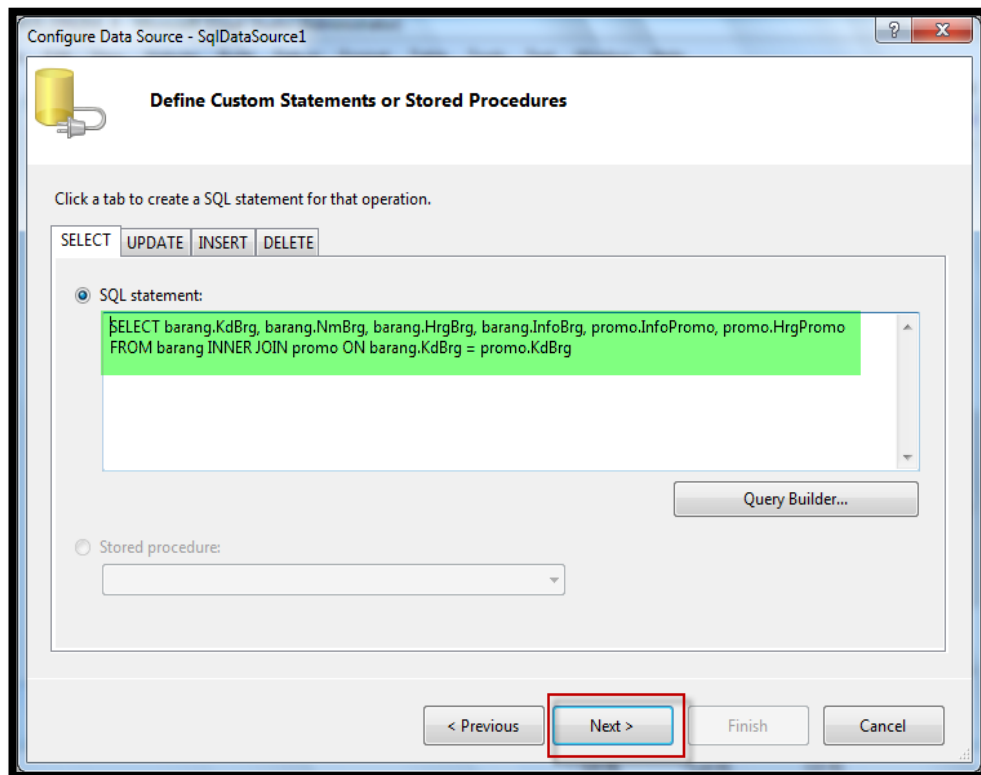 Configure Data Source - SqlDataSource1
?
Define Custom Statements or Stored Procedures
Click a tab to create a SQL statement for that operation.
SELECT UPDATE INSERT DELETE
SQL statement:
SELECT barang.KdBrg, barang.NmBrg, barang.HrgBrg, barang.InfoBrg, promo.InfoPromo, promo.HrgPromo
FROM barang INNER JOIN promo ON barang.KdBrg = promo.KdBrg
Query Builder...
Stored procedure:
< Previous Next > Finish Cancel